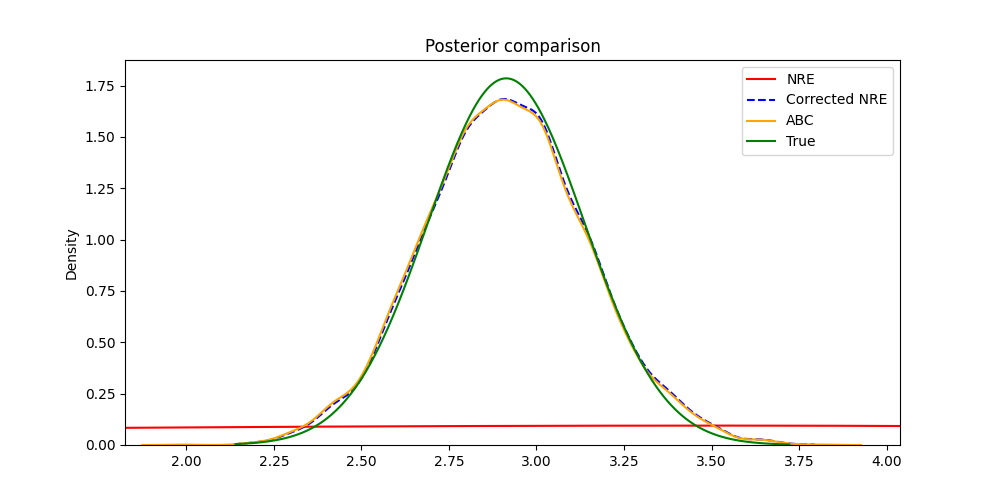 Posterior comparison
NRE
Corrected NRE
ABC
True
Density
1.75
1.50
1.25
1.00
0.75
0.50
0.25
0.00
2.00 2.25 2.50 2.75 3.00 3.25 3.50 3.75 4.00